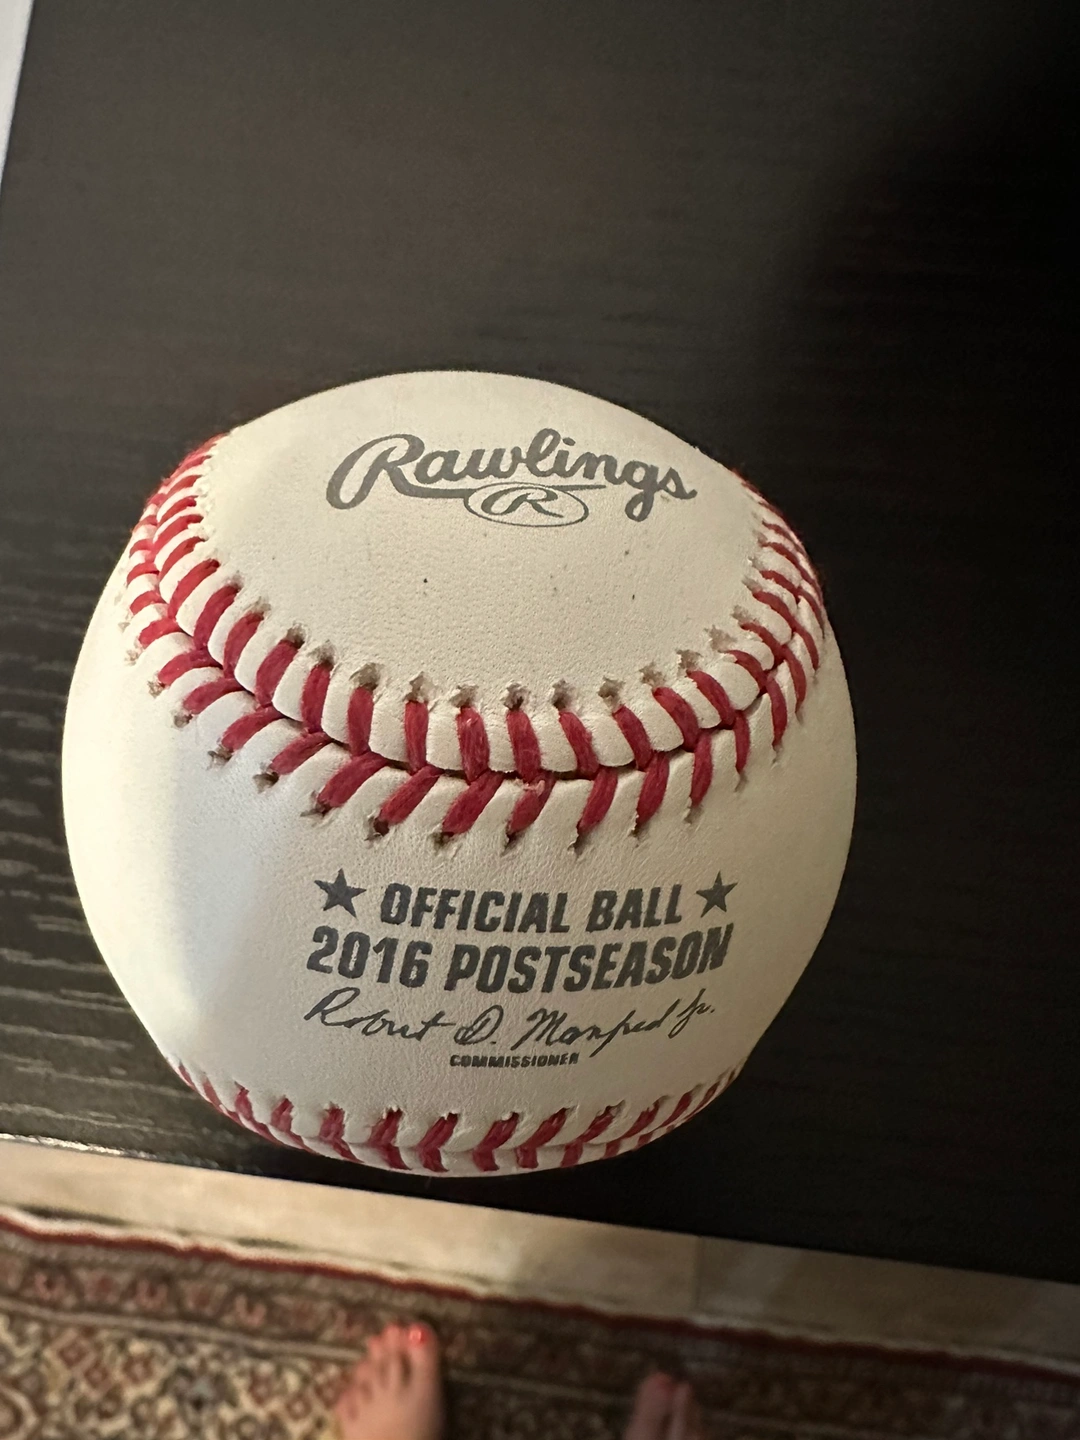 Rawlings
R
★ OFFICIAL BALL ★
2016 POSTSEASON
Robert D. Manfred Jr.
COMMISSIONER